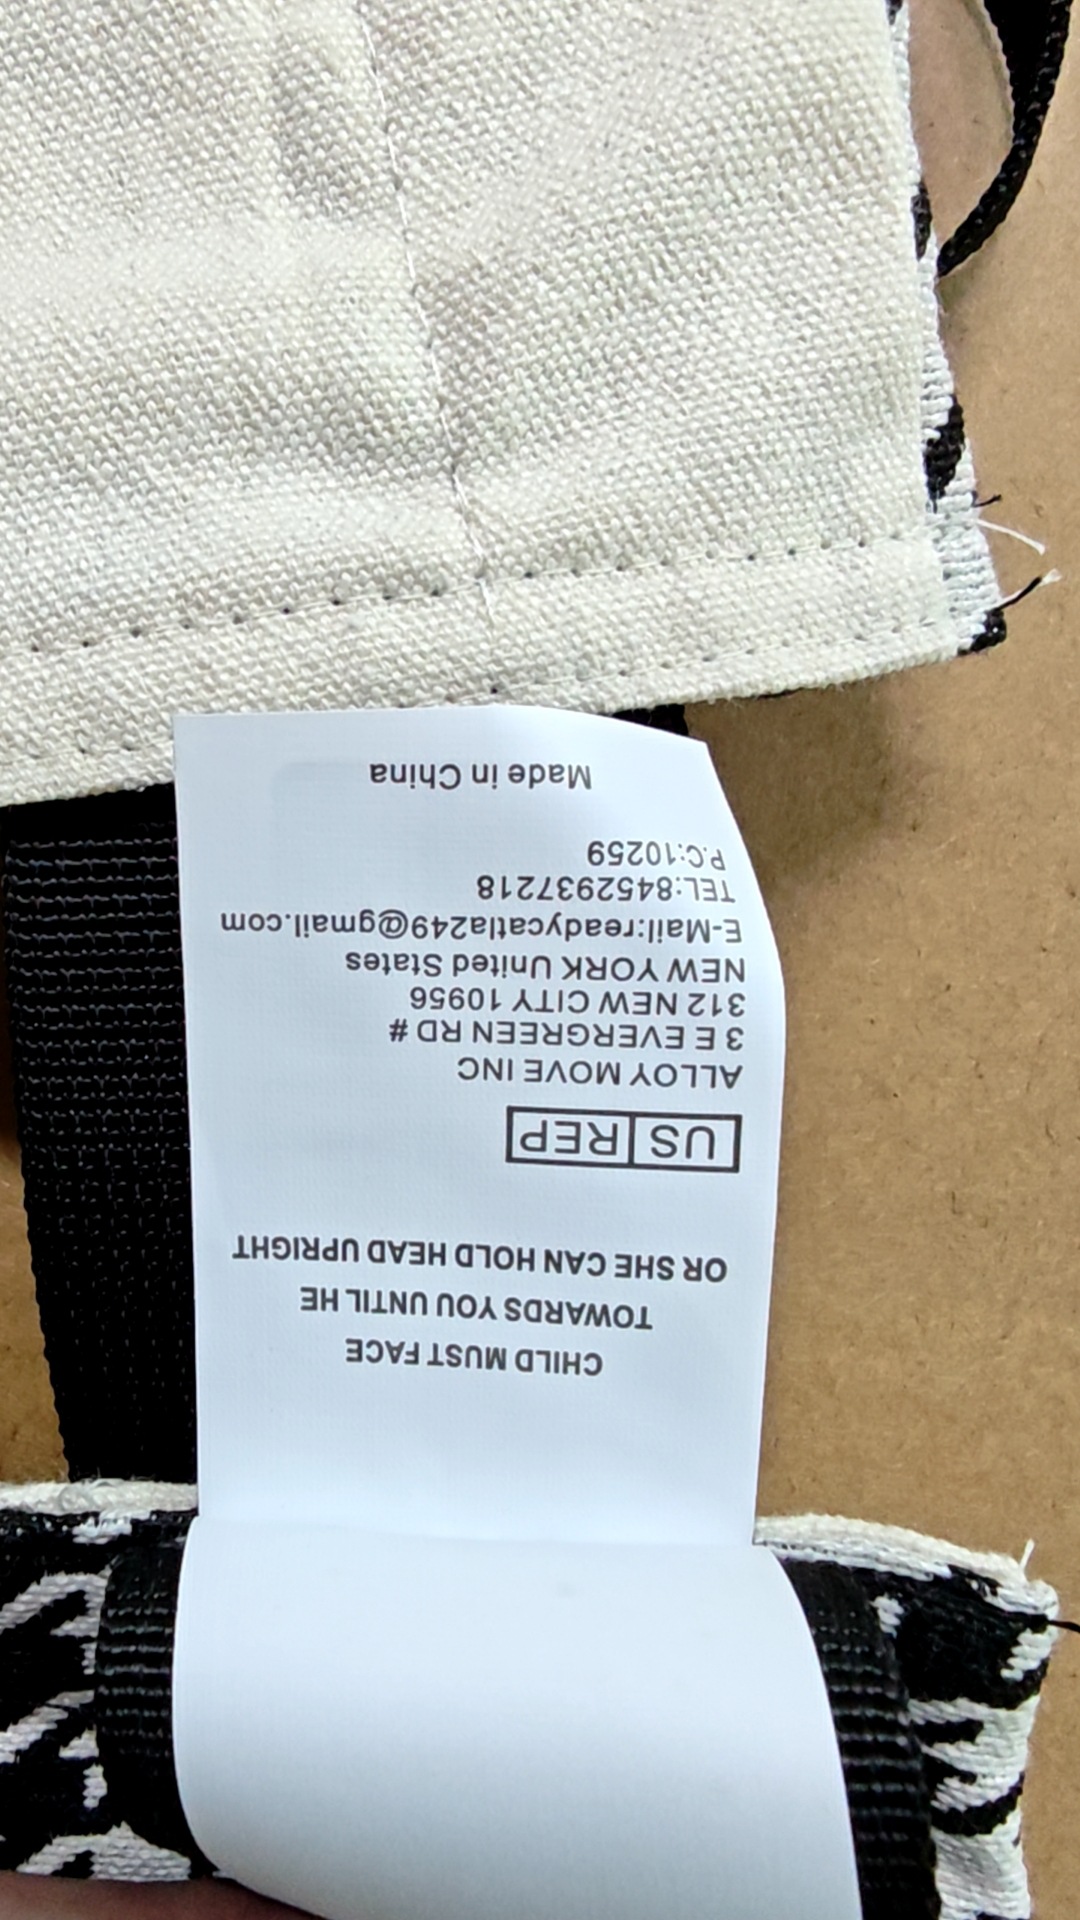 CHILD MUST FACE
TOWARDS YOU UNTIL HE
OR SHE CAN HOLD HEAD UPRIGHT
US REP
ALLOY MOVE INC
3 E EVERGREEN RD #
312 NEW CITY 10956
NEW YORK United States
E-Mail:readycatla249@gmail.com
TEL:8452937218
P.C:10259
Made in China